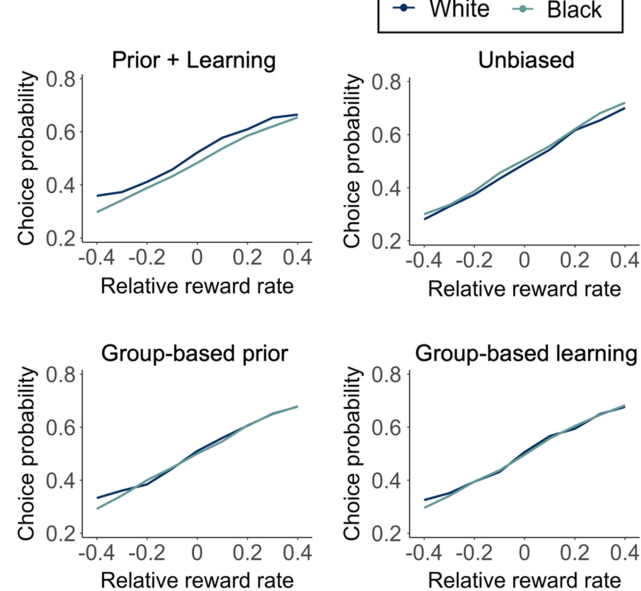 White Black
Prior + Learning
Choice probability
0.8
0.6
0.4
0.2
-0.4 -0.2 0 0.2 0.4
Relative reward rate
Unbiased
Choice probability
0.8
0.6
0.4
0.2
-0.4 -0.2 0 0.2 0.4
Relative reward rate
Group-based prior
Choice probability
0.8
0.6
0.4
0.2
-0.4 -0.2 0 0.2 0.4
Relative reward rate
Group-based learning
Choice probability
0.8
0.6
0.4
0.2
-0.4 -0.2 0 0.2 0.4
Relative reward rate